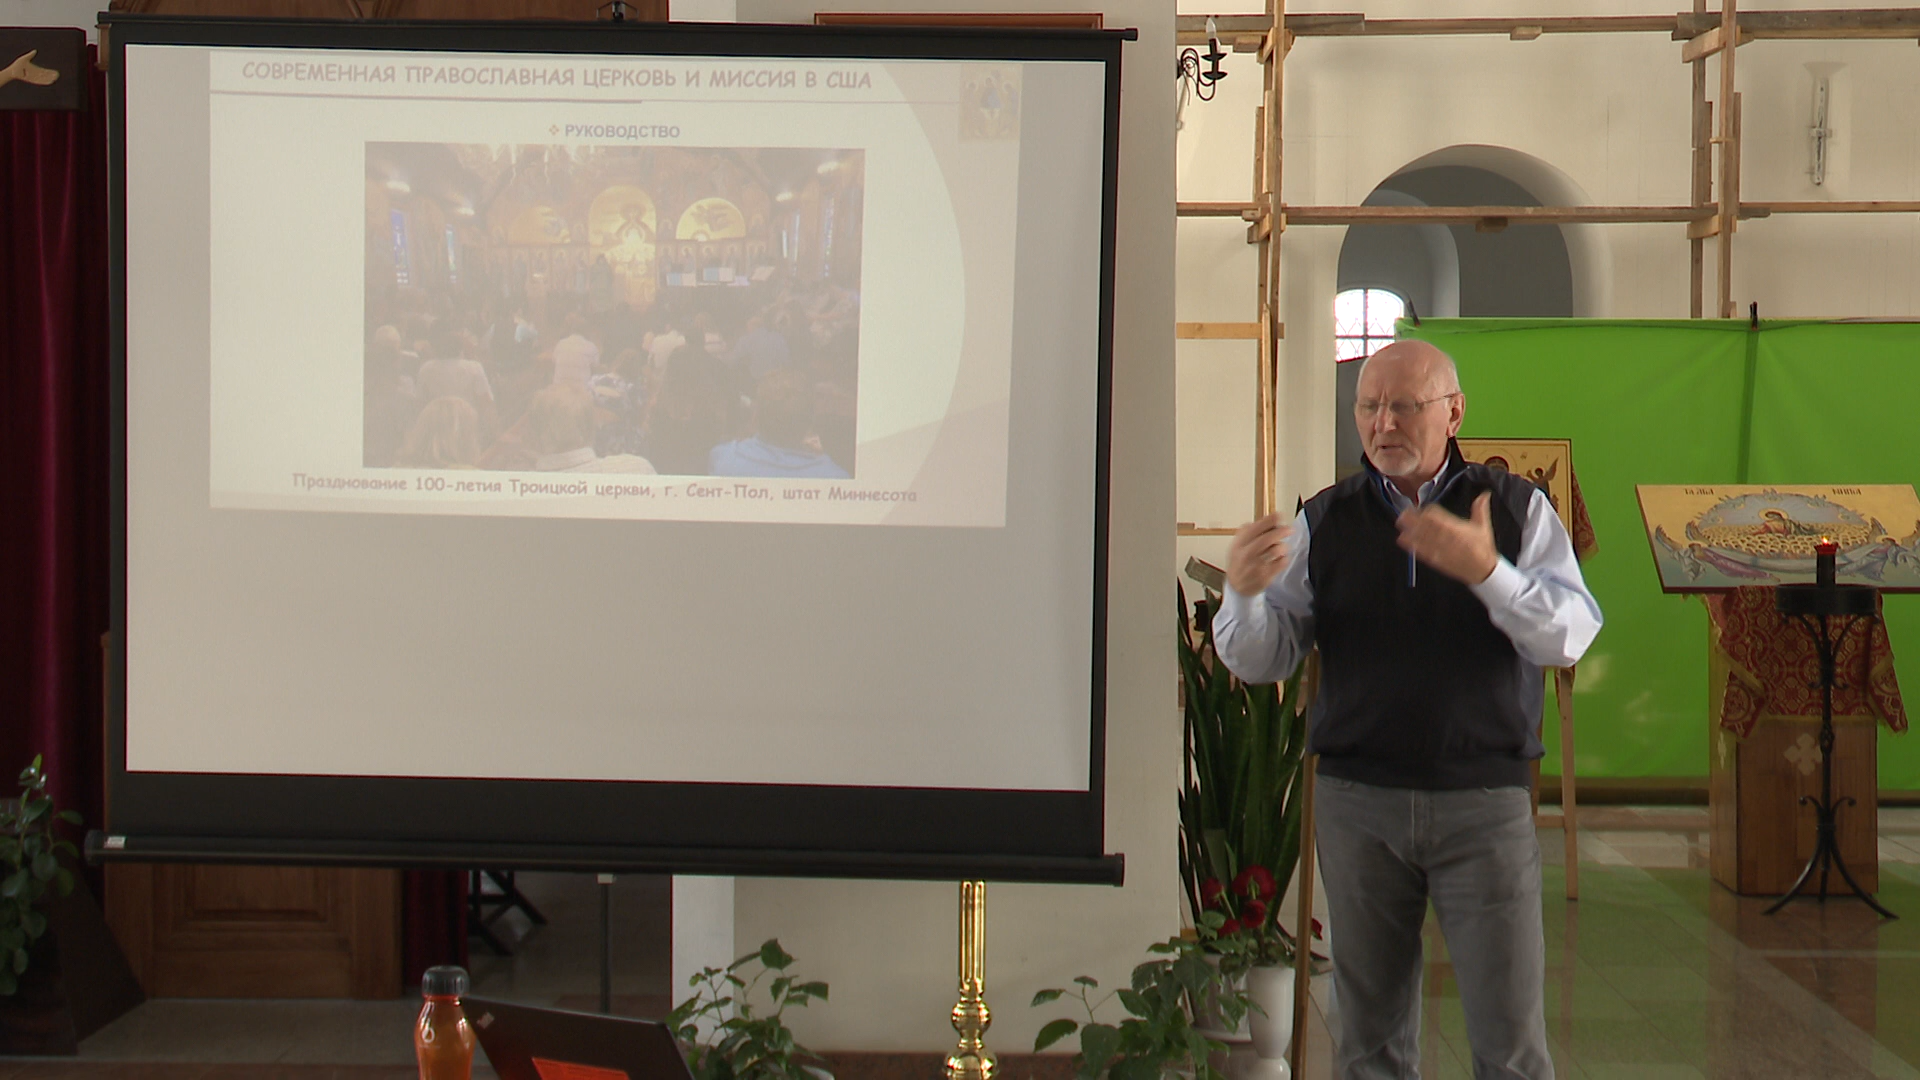 СОВРЕМЕННАЯ ПРАВОСЛАВНАЯ ЦЕРКОВЬ И МИССИЯ В США
РУКОВОДСТВО
Празднование 100-летия Троицкой церкви, г. Сент-Пол, штат Миннесота